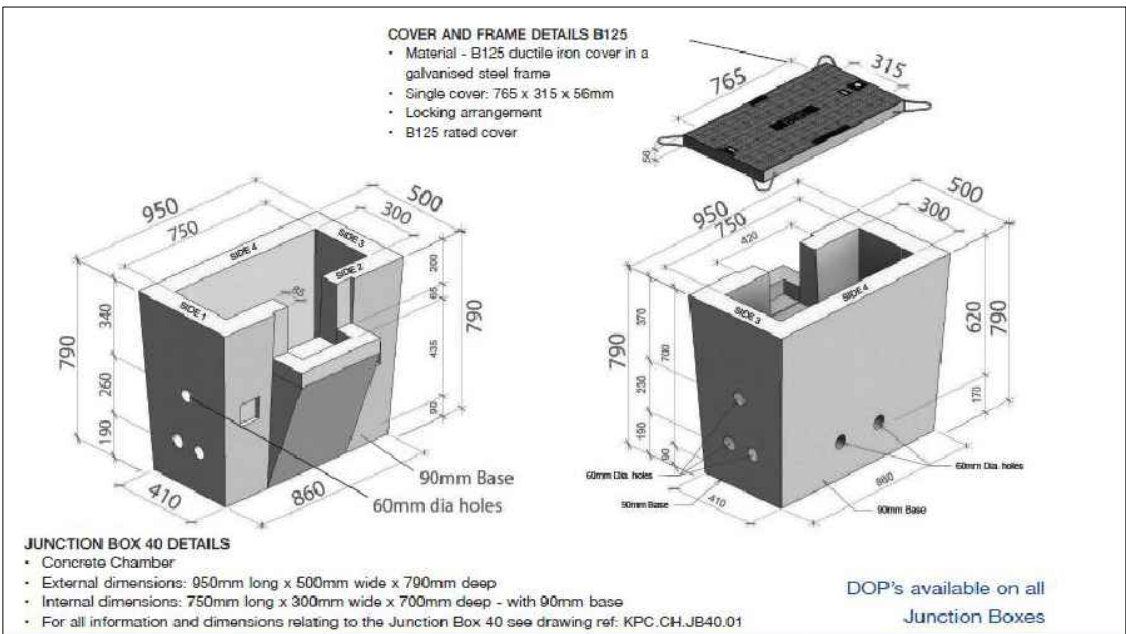 COVER AND FRAME DETAILS B125
• Material - B125 ductile iron cover in a
galvanised steel frame
• Single cover: 765 x 315 x 56mm
• Locking arrangement
• B125 rated cover
765
315
56
950
750
500
300
SIDE 4
SIDE 3
SIDE 2
SIDE 1
85
200
65
435
90
790
790
340
260
190
410
860
90mm Base
60mm dia holes
950
750
420
500
300
SIDE 3
SIDE 4
790
370
700
230
190
90
620
790
170
60mm Dia. holes
60mm Dia. holes
90mm Base
410
860
90mm Base
JUNCTION BOX 40 DETAILS
• Concrete Chamber
• External dimensions: 950mm long x 500mm wide x 790mm deep
• Internal dimensions: 750mm long x 300mm wide x 700mm deep - with 90mm base
• For all information and dimensions relating to the Junction Box 40 see drawing ref: KPC.CH.JB40.01
DOP's available on all
Junction Boxes